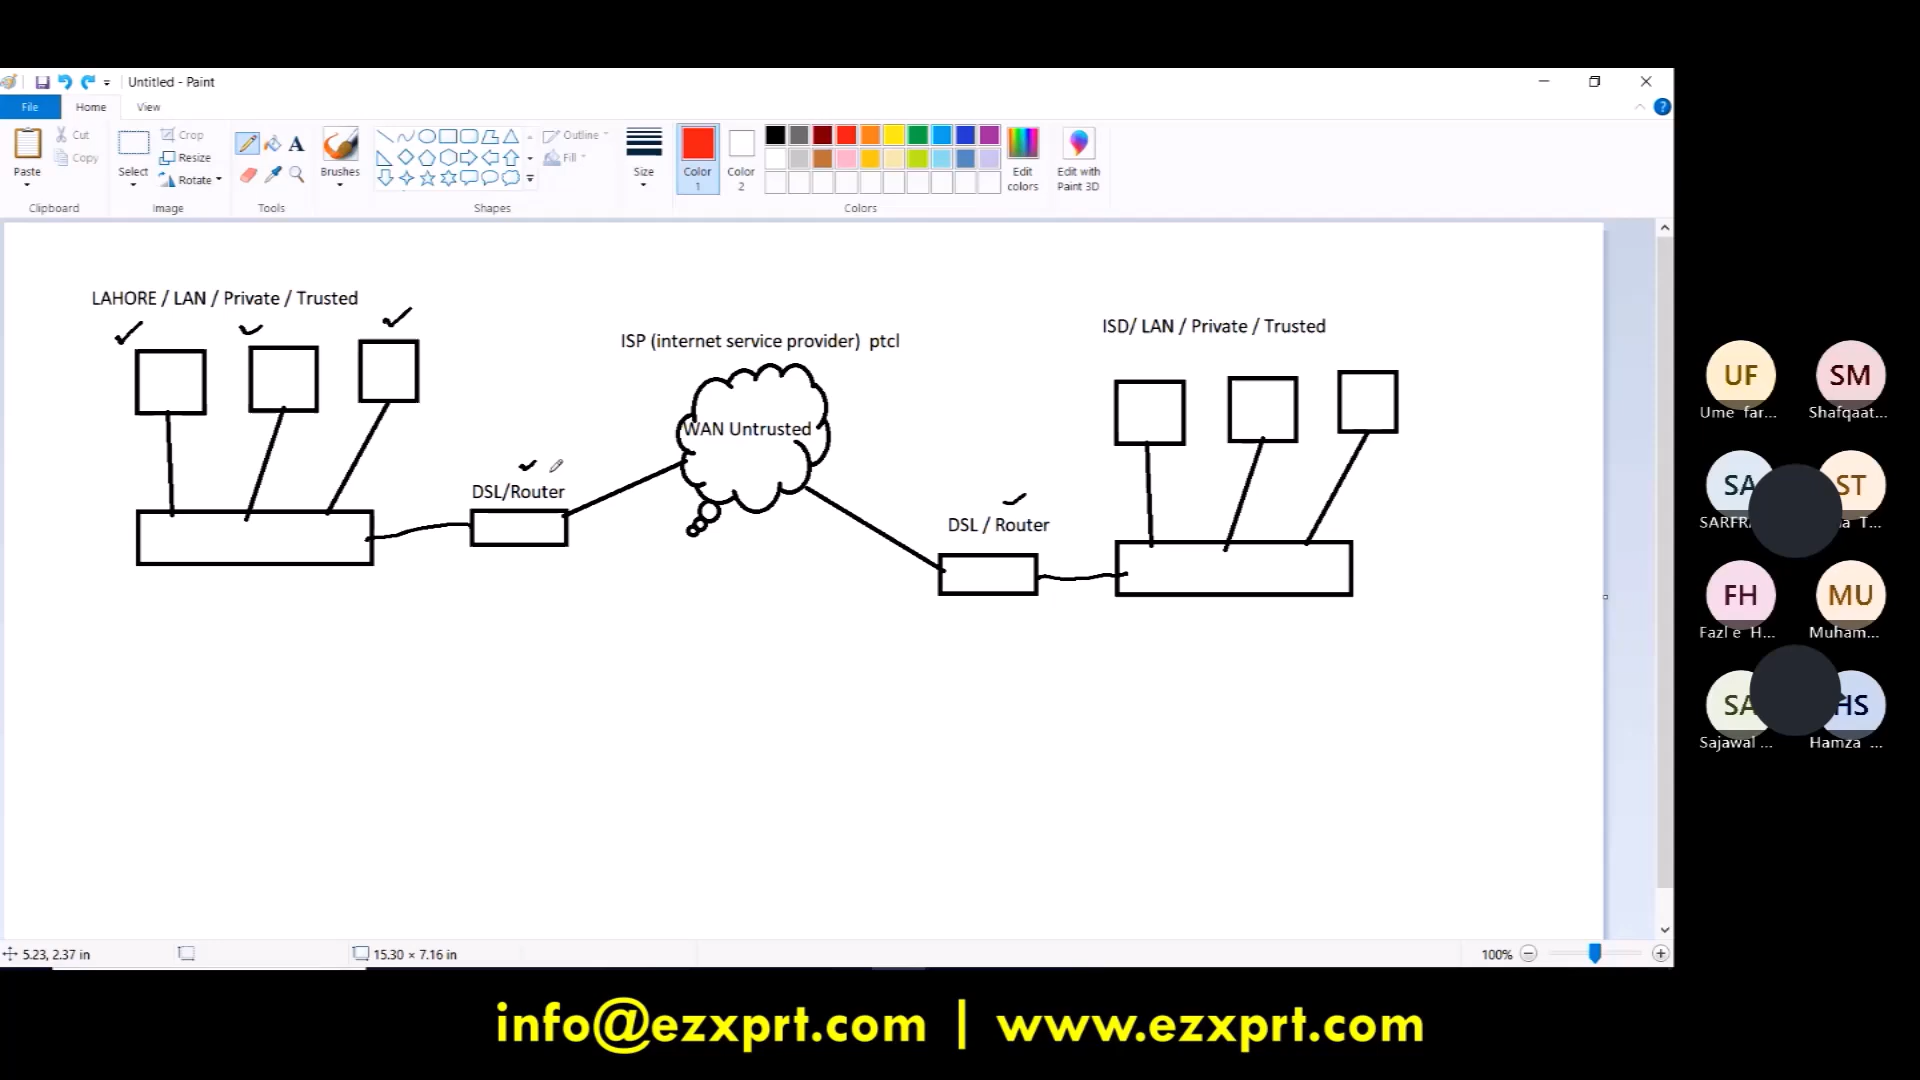 Untitled - Paint
File Home View
Paste
Cut
Copy
Clipboard
Select
Crop
Resize
Rotate
Image
A
Tools
Brushes
Shapes
Outline
Fill
Size
Color
1
Color
2
Colors
Edit
colors
Edit with
Paint 3D
LAHORE / LAN / Private / Trusted
ISP (internet service provider) ptcl
ISD/ LAN / Private / Trusted
WAN Untrusted
DSL/Router
DSL / Router
UF
Ume far...
SM
Shafqaat...
SA
ST
T...
FH
Fazl e H...
MU
Muham...
SA
Sajawal ...
HS
Hamza ...
5.23, 2.37 in
15.30 × 7.16 in
100%
info@ezxprt.com | www.ezxprt.com